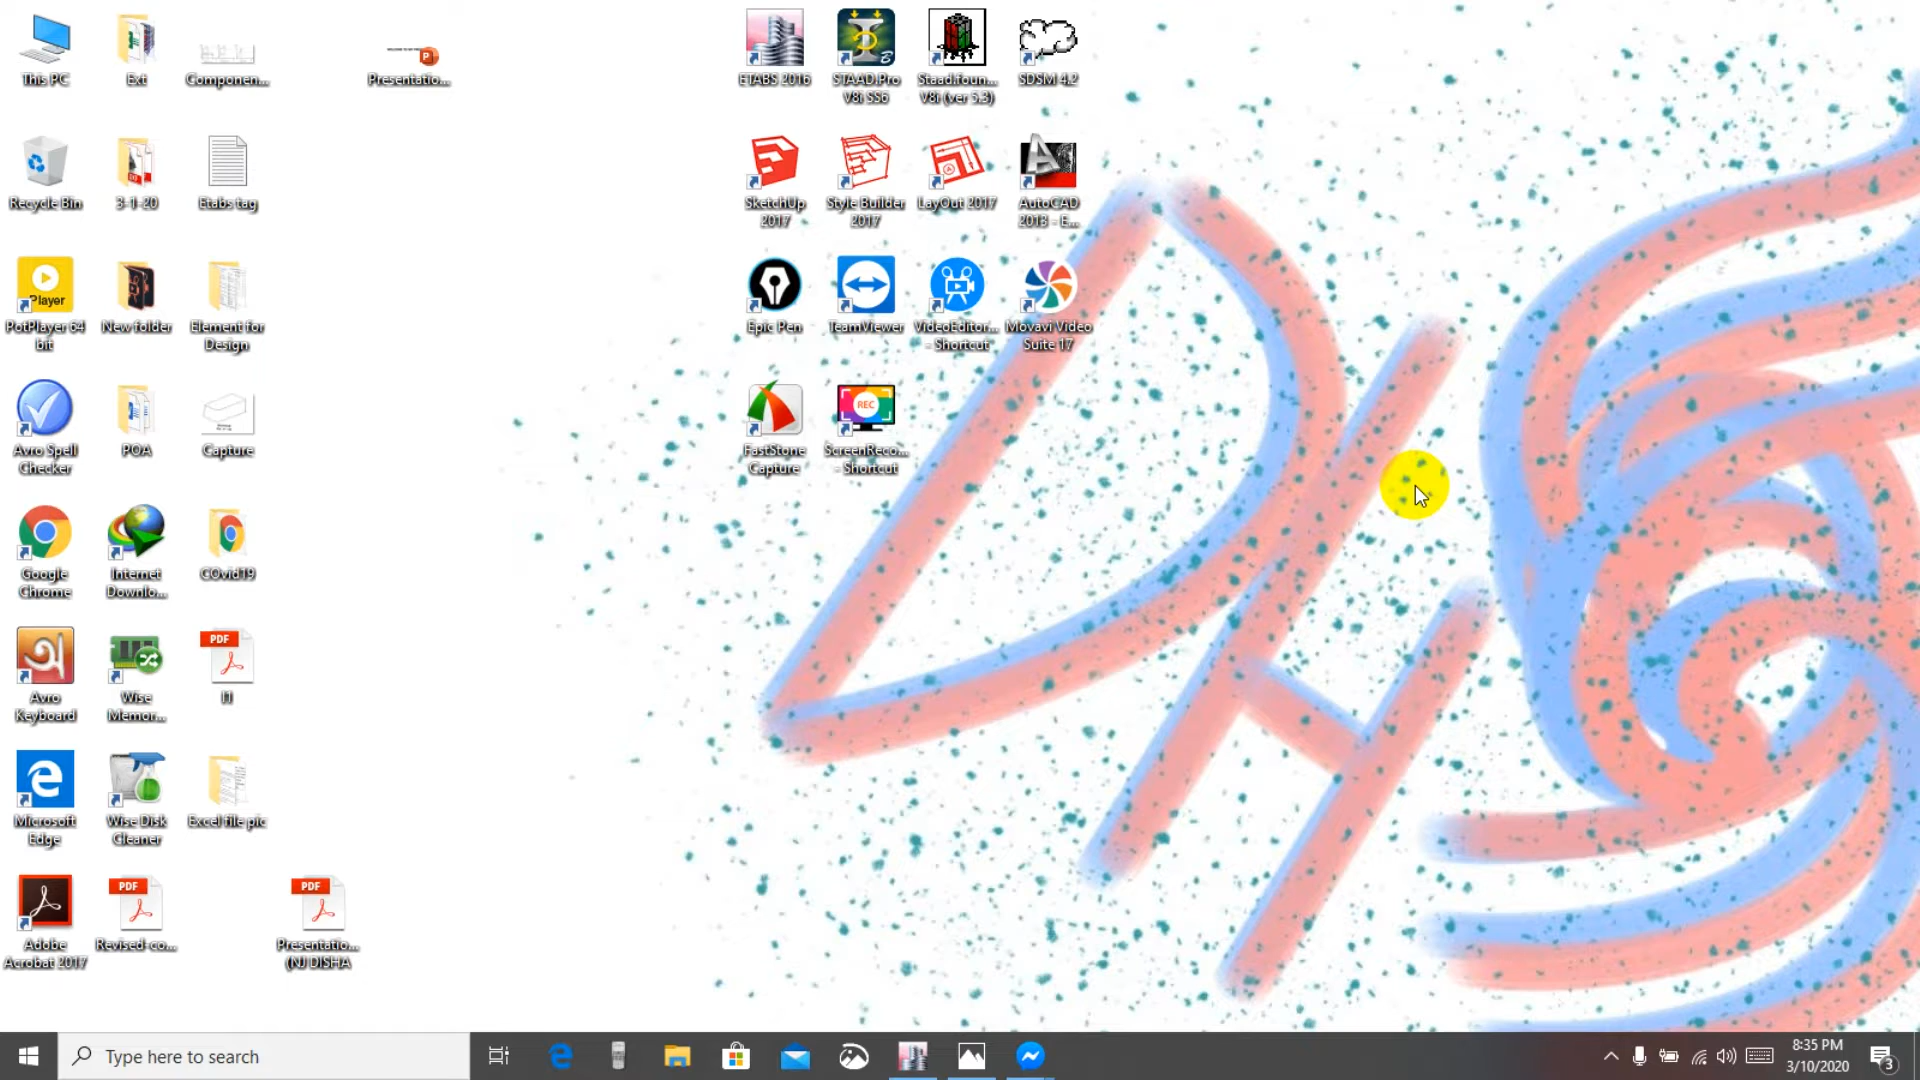 This PC
Ext
Componen...
Presentatio...
ETABS 2016
STAAD.Pro
V8i SS6
Staad.foun...
V8i (ver 5.3)
SDSM 4.2
Recycle Bin
3-1-20
Etabs tag
SketchUp
2017
Style Builder
2017
LayOut 2017
AutoCAD
2013 - E...
Player
PotPlayer 64
bit
New folder
Element for
Design
Epic Pen
TeamViewer
VideoEditor...
- Shortcut
Movavi Video
Suite 17
Avro Spell
Checker
POA
Capture
FastStone
Capture
REC
ScreenReco...
- Shortcut
Google
Chrome
Internet
Downlo...
COvid19
অ
Avro
Keyboard
Wise
Memor...
PDF
Microsoft
Edge
Wise Disk
Cleaner
Excel file pic
Adobe
Acrobat 2017
PDF
Revised-co...
PDF
Presentatio...
(NJ DISHA
Type here to search
8:35 PM
3/10/2020
3